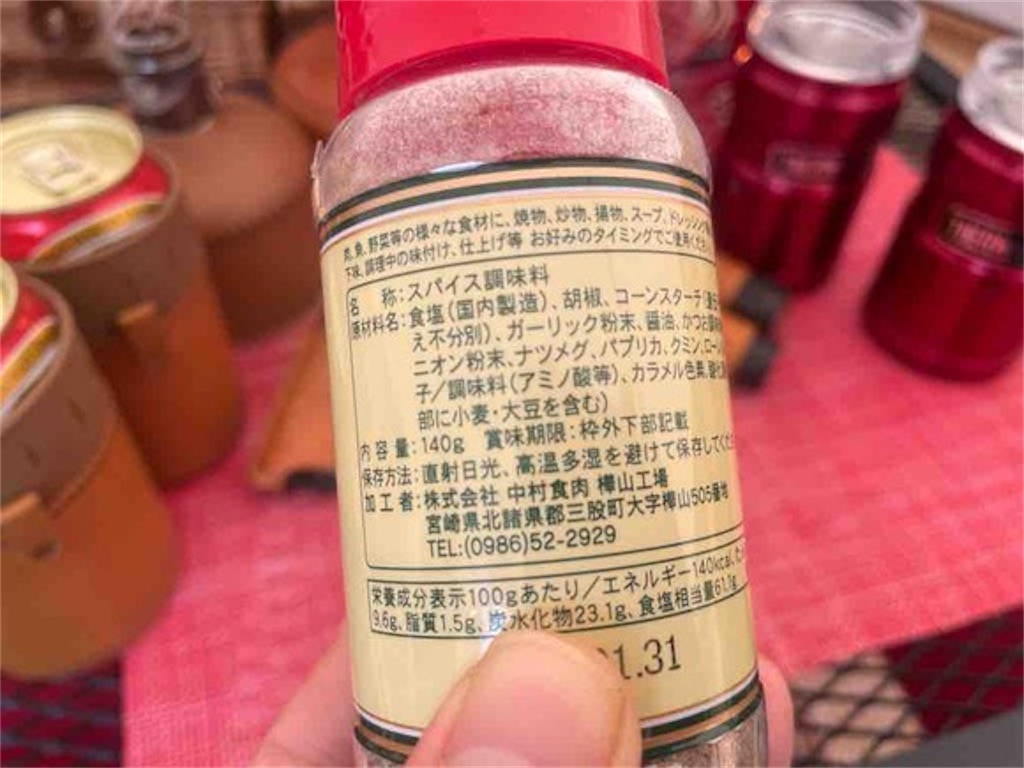 肉、魚、野菜等の様々な食材に、焼物、炒物、揚物、スープ、ドレッシング
下味、調理中の味付け、仕上げ等 お好みのタイミングでご使用くださ
名 称:スパイス調味料
原材料名:食塩(国内製造)、胡椒、コーンスターチ(遺伝
え不分別)、ガーリック粉末、醤油、かつお
ニオン粉末、ナツメグ、パプリカ、クミン、ロー
子/調味料(アミノ酸等)、カラメル色素、
部に小麦・大豆を含む)
内容量:140g 賞味期限:枠外下部記載
保存方法:直射日光、高温多湿を避けて保存してくだ
加工者:株式会社 中村食肉 樺山工場
宮崎県北諸県郡三股町大字樺山505番地
TEL:(0986)52-2929
栄養成分表示100gあたり/エネルギー140kcal、たん
9.6g、脂質1.5g、炭水化物23.1g、食塩相当量61.1g
1.31